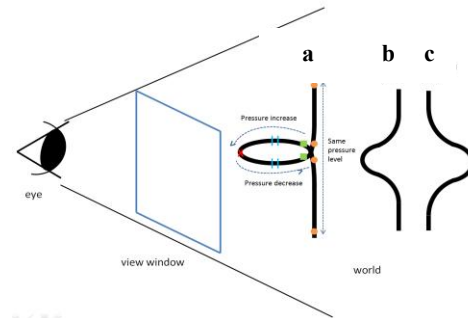 a
b
c
Pressure increase
Same
pressure
level
Pressure decrease
eye
view window
world